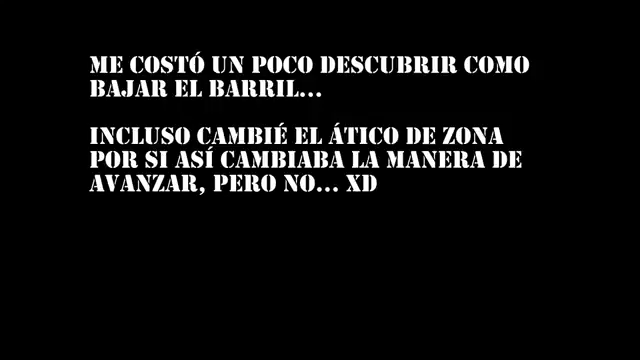 ME COSTÓ UN POCO DESCUBRIR COMO
BAJAR EL BARRIL...
INCLUSO CAMBIÉ EL ÁTICO DE ZONA
POR SI ASÍ CAMBIABA LA MANERA DE
AVANZAR, PERO NO... XD